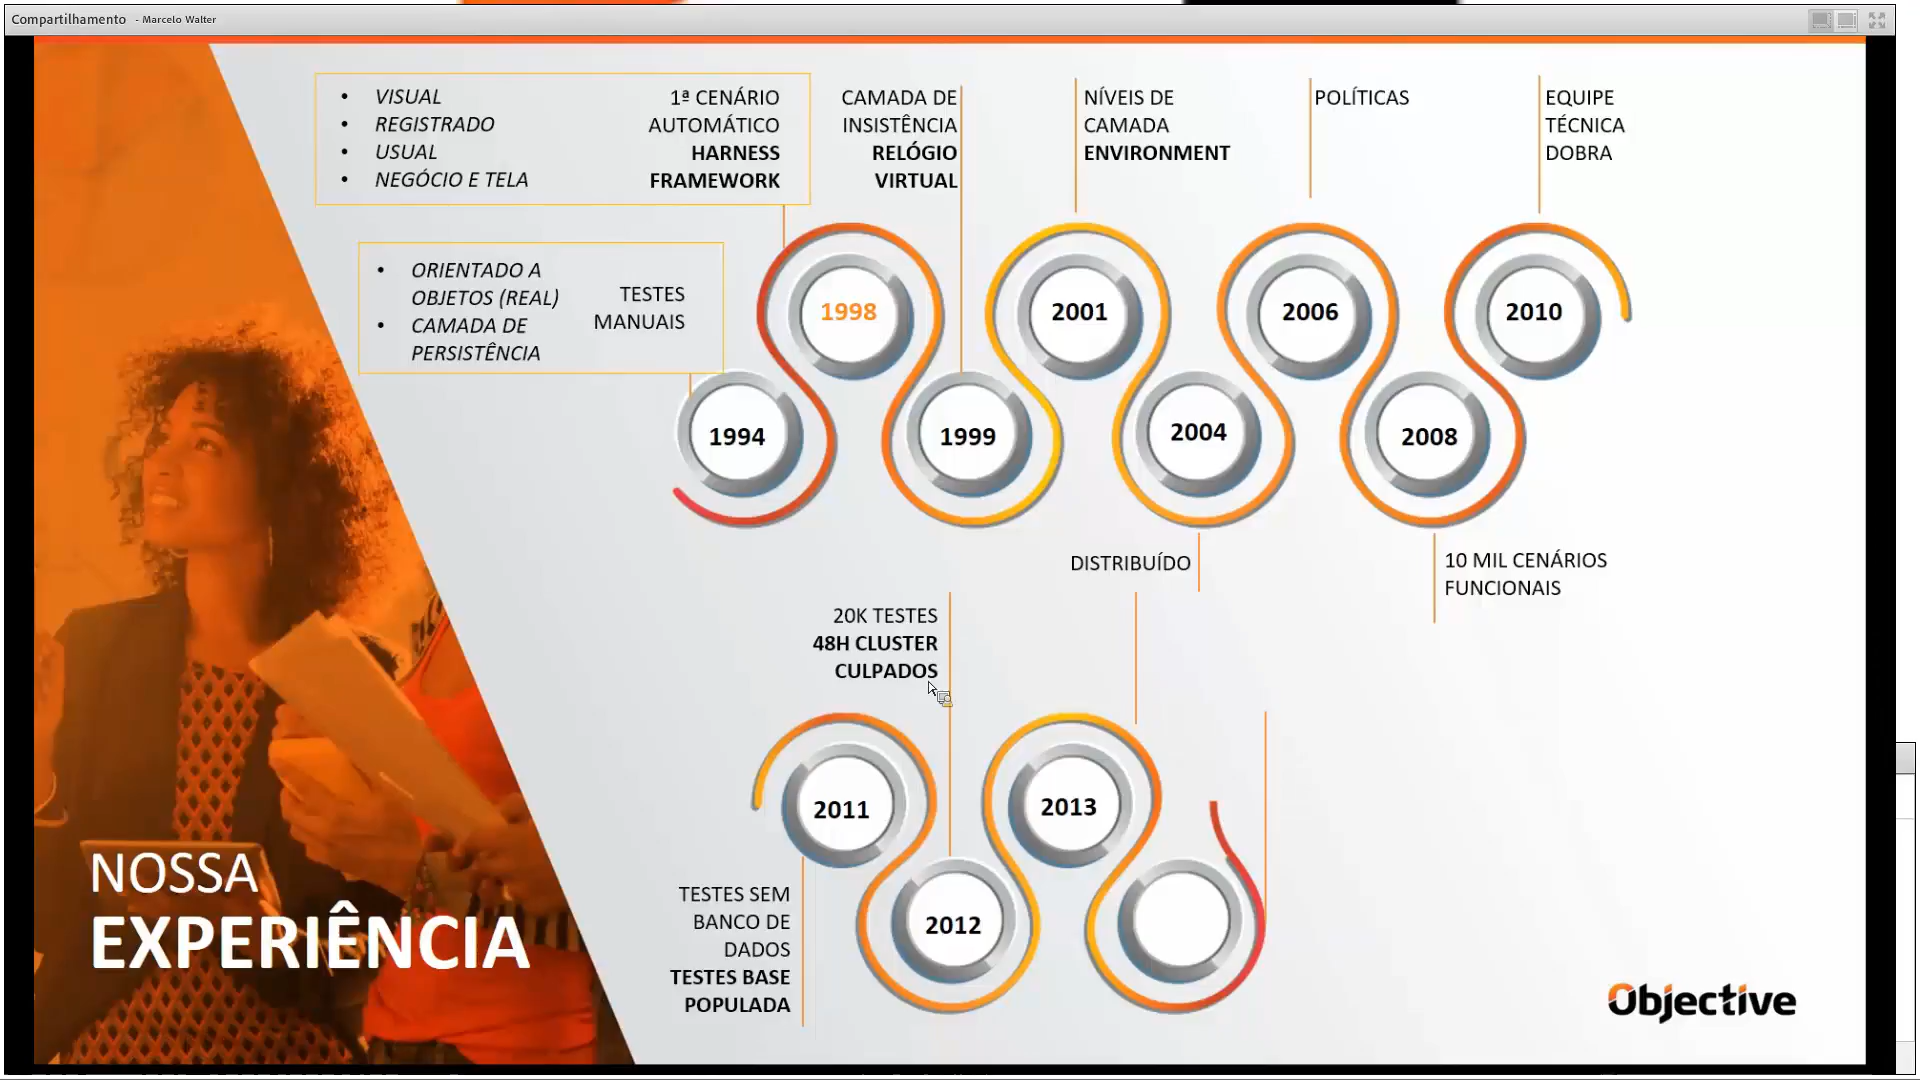 Compartilhamento - Marcelo Walter
• VISUAL
• REGISTRADO
• USUAL
• NEGÓCIO E TELA
1ª CENÁRIO
AUTOMÁTICO
HARNESS
FRAMEWORK
CAMADA DE
INSISTÊNCIA
RELÓGIO
VIRTUAL
NÍVEIS DE
CAMADA
ENVIRONMENT
POLÍTICAS
EQUIPE
TÉCNICA
DOBRA
• ORIENTADO A
OBJETOS (REAL)
• CAMADA DE
PERSISTÊNCIA
TESTES
MANUAIS
1998
2001
2006
2010
1994
1999
2004
2008
DISTRIBUÍDO
10 MIL CENÁRIOS
FUNCIONAIS
20K TESTES
48H CLUSTER
CULPADOS
2011
2013
2012
TESTES SEM
BANCO DE
DADOS
TESTES BASE
POPULADA
NOSSA
EXPERIÊNCIA
Objective